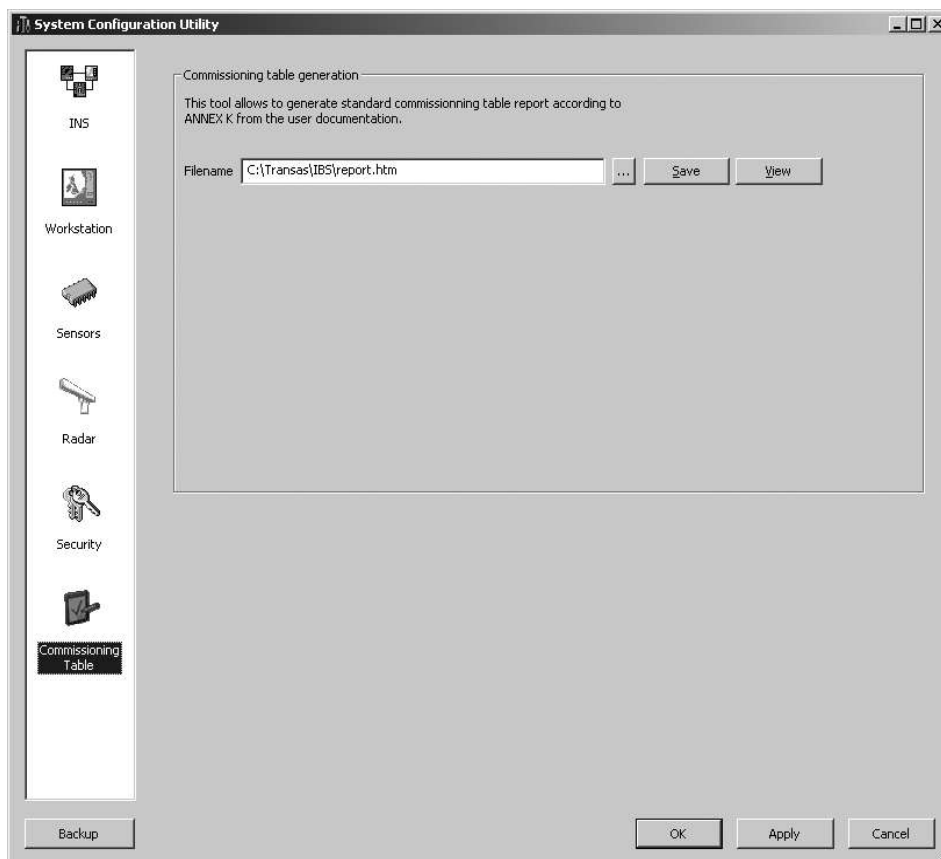 System Configuration Utility
INS
Workstation
Sensors
Radar
Security
Commissioning
Table
Commissioning table generation
This tool allows to generate standard commissionning table report according to
ANNEX K from the user documentation.
Filename C:\Transas\IBS\report.htm ... Save View
Backup OK Apply Cancel